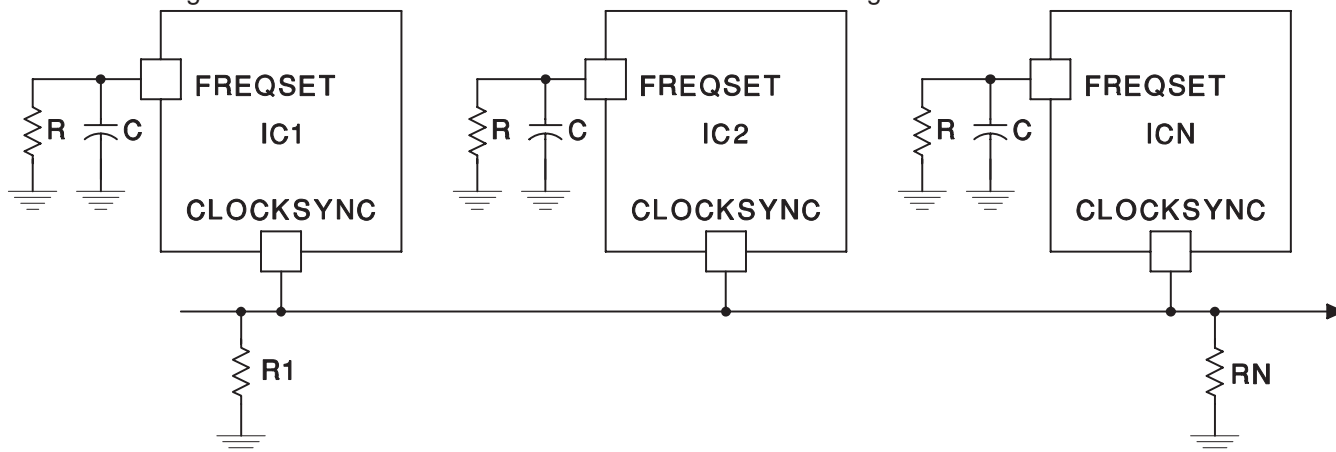 FREQSET
IC1
R
C
CLOCKSYNC
FREQSET
IC2
R
C
CLOCKSYNC
FREQSET
ICN
R
C
CLOCKSYNC
R1
RN